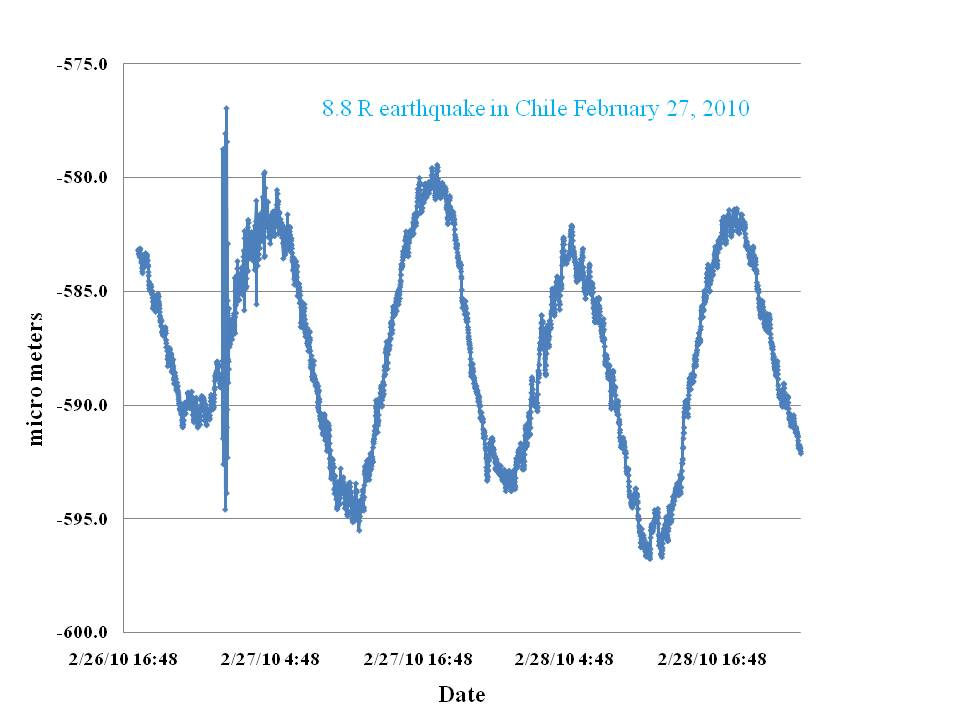 -575.0
8.8 R earthquake in Chile February 27, 2010
-580.0
-585.0
micro meters
-590.0
-595.0
-600.0
2/26/10 16:48 2/27/10 4:48 2/27/10 16:48 2/28/10 4:48 2/28/10 16:48
Date